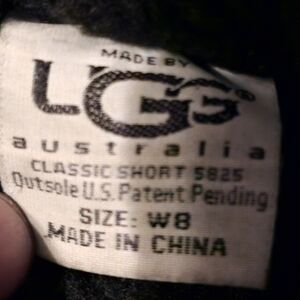 MADE BY
UGG®
australia
CLASSIC SHORT 5825
Outsole U.S. Patent Pending
SIZE: W8
MADE IN CHINA